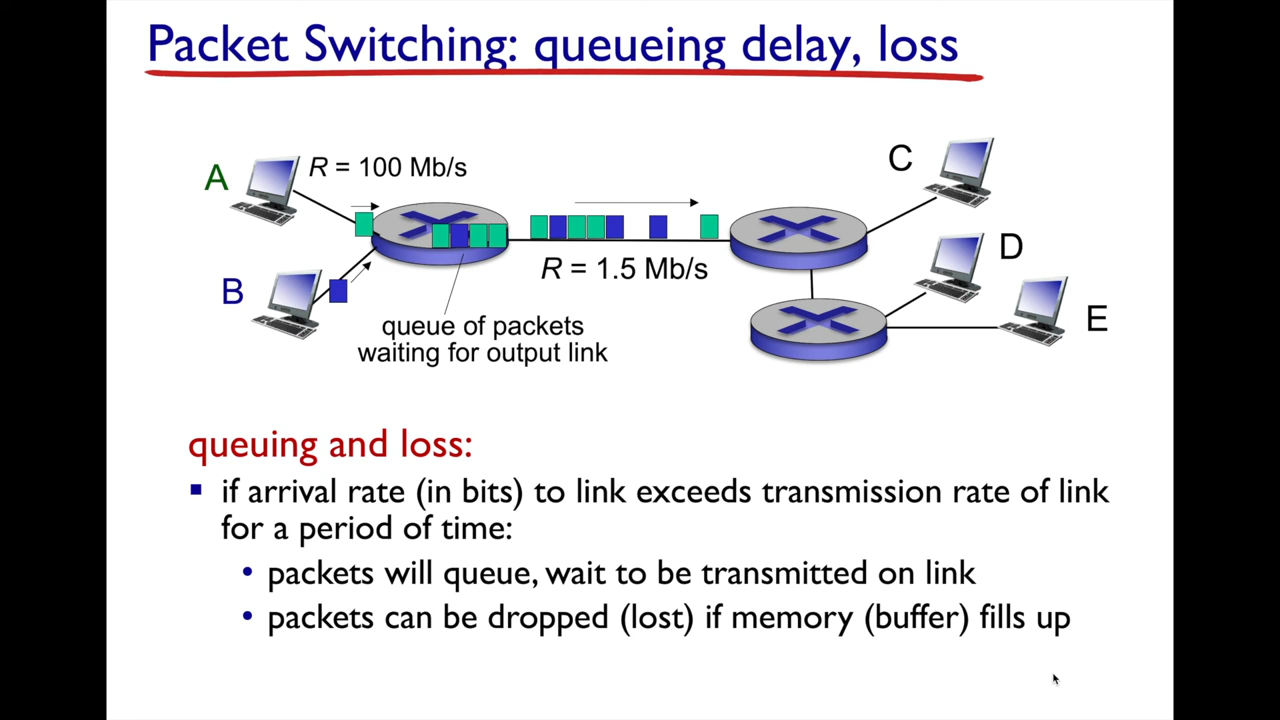 Packet Switching: queueing delay, loss
A
R = 100 Mb/s
C
D
B
R = 1.5 Mb/s
E
queue of packets
waiting for output link
queuing and loss:
▪ if arrival rate (in bits) to link exceeds transmission rate of link
for a period of time:
• packets will queue, wait to be transmitted on link
• packets can be dropped (lost) if memory (buffer) fills up